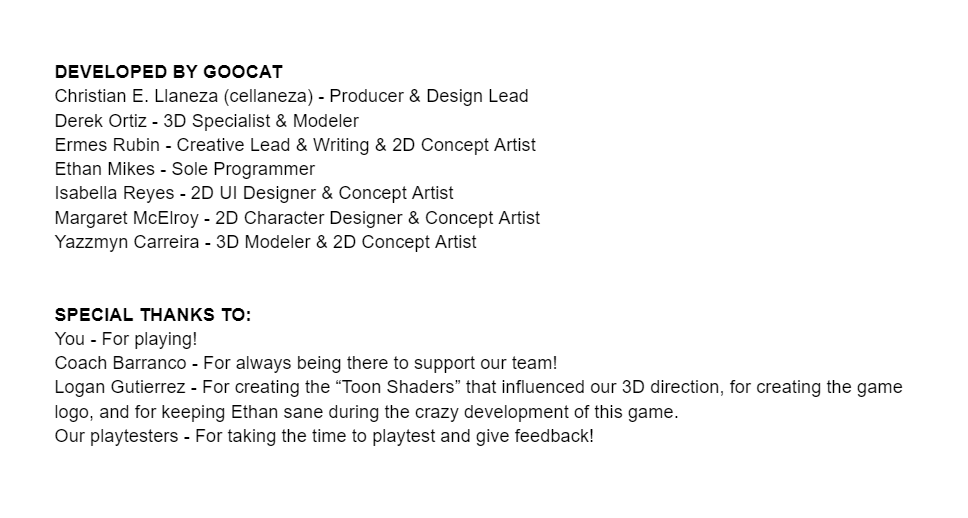 DEVELOPED BY GOOCAT
Christian E. Llaneza (cellaneza) - Producer & Design Lead
Derek Ortiz - 3D Specialist & Modeler
Ermes Rubin - Creative Lead & Writing & 2D Concept Artist
Ethan Mikes - Sole Programmer
Isabella Reyes - 2D UI Designer & Concept Artist
Margaret McElroy - 2D Character Designer & Concept Artist
Yazzmyn Carreira - 3D Modeler & 2D Concept Artist
SPECIAL THANKS TO:
You - For playing!
Coach Barranco - For always being there to support our team!
Logan Gutierrez - For creating the “Toon Shaders” that influenced our 3D direction, for creating the game
logo, and for keeping Ethan sane during the crazy development of this game.
Our playtesters - For taking the time to playtest and give feedback!